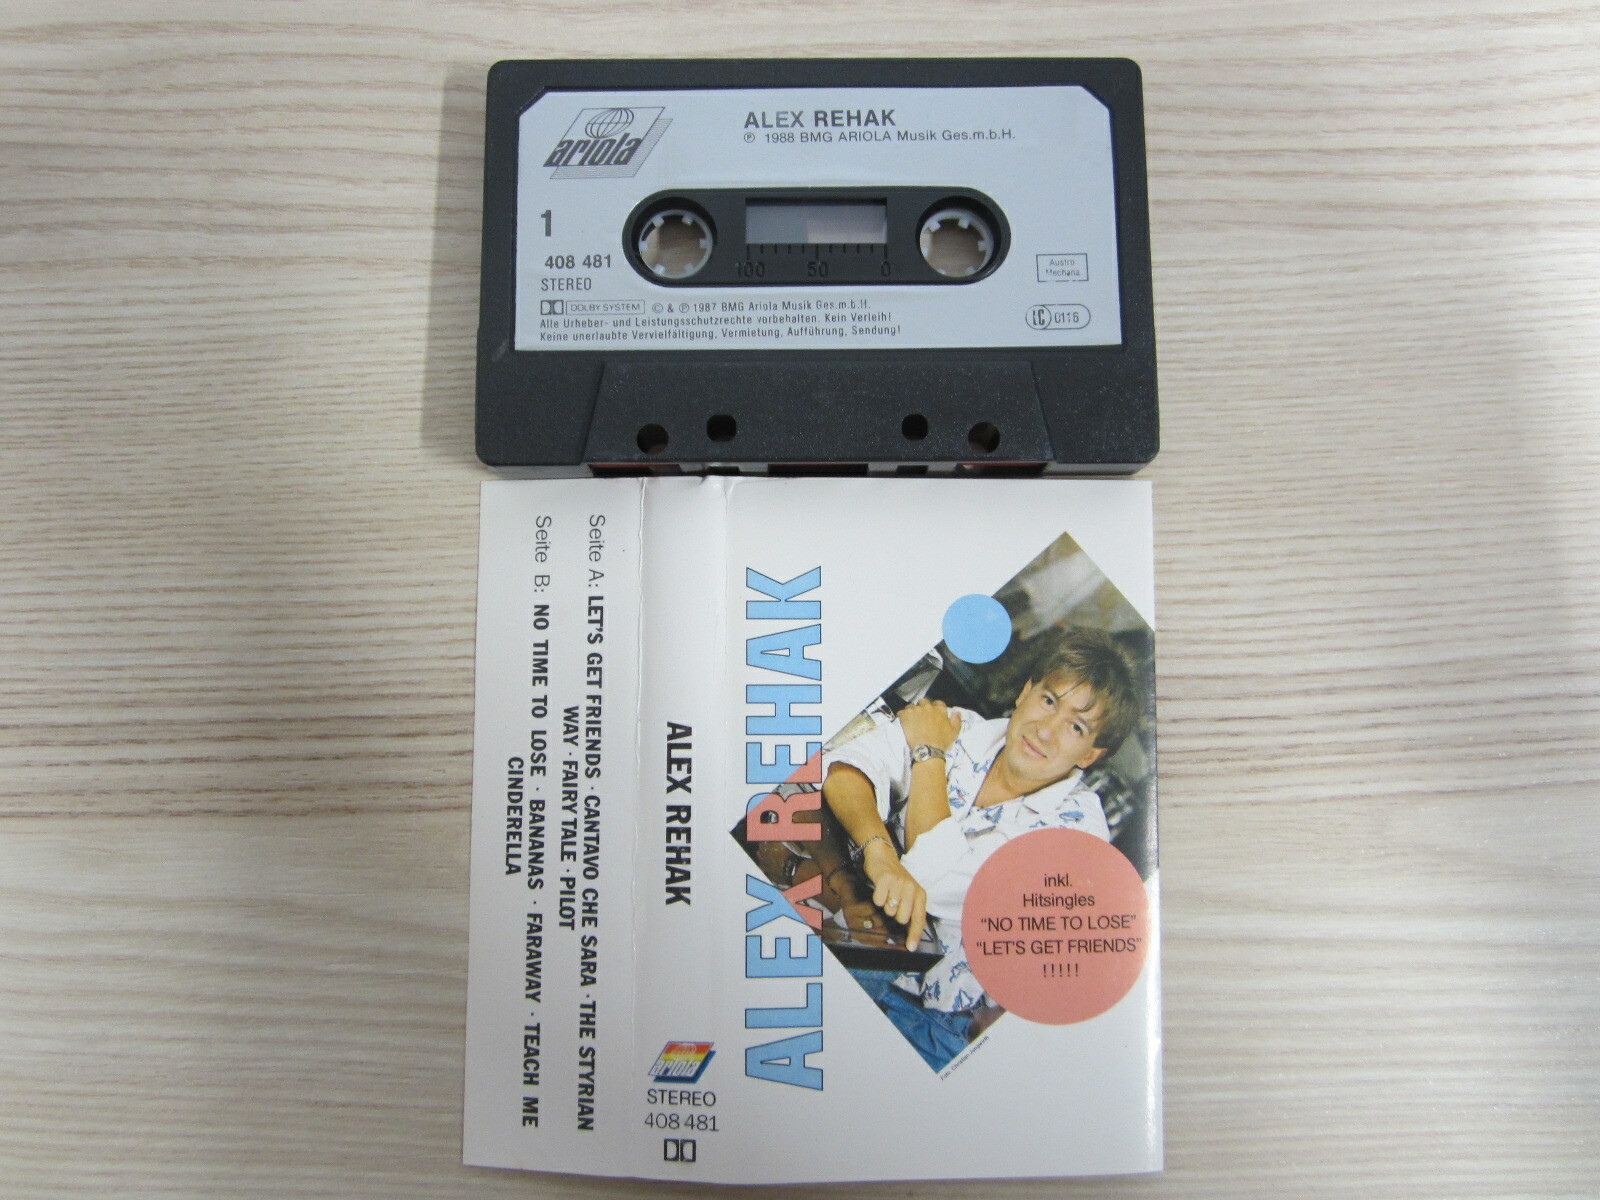 ariola
ALEX REHAK
℗ 1988 BMG ARIOLA Musik Ges.m.b.H.
1
408 481
STEREO
100 50 0
Austro
Mechana
DOLBY SYSTEM © & ℗ 1987 BMG Ariola Musik Ges.m.b.H.
Alle Urheber- und Leistungsschutzrechte vorbehalten. Kein Verleih!
Keine unerlaubte Vervielfältigung, Vermietung, Aufführung, Sendung!
LC 0116
Seite A: LET'S GET FRIENDS · CANTAVO CHE SARA · THE STYRIAN
WAY · FAIRY TALE · PILOT
Seite B: NO TIME TO LOSE · BANANAS · FARAWAY · TEACH ME
CINDERELLA
ALEX REHAK
ariola
STEREO
408 481
ALEX REHAK
inkl.
Hitsingles
"NO TIME TO LOSE"
"LET'S GET FRIENDS"
!!!!!